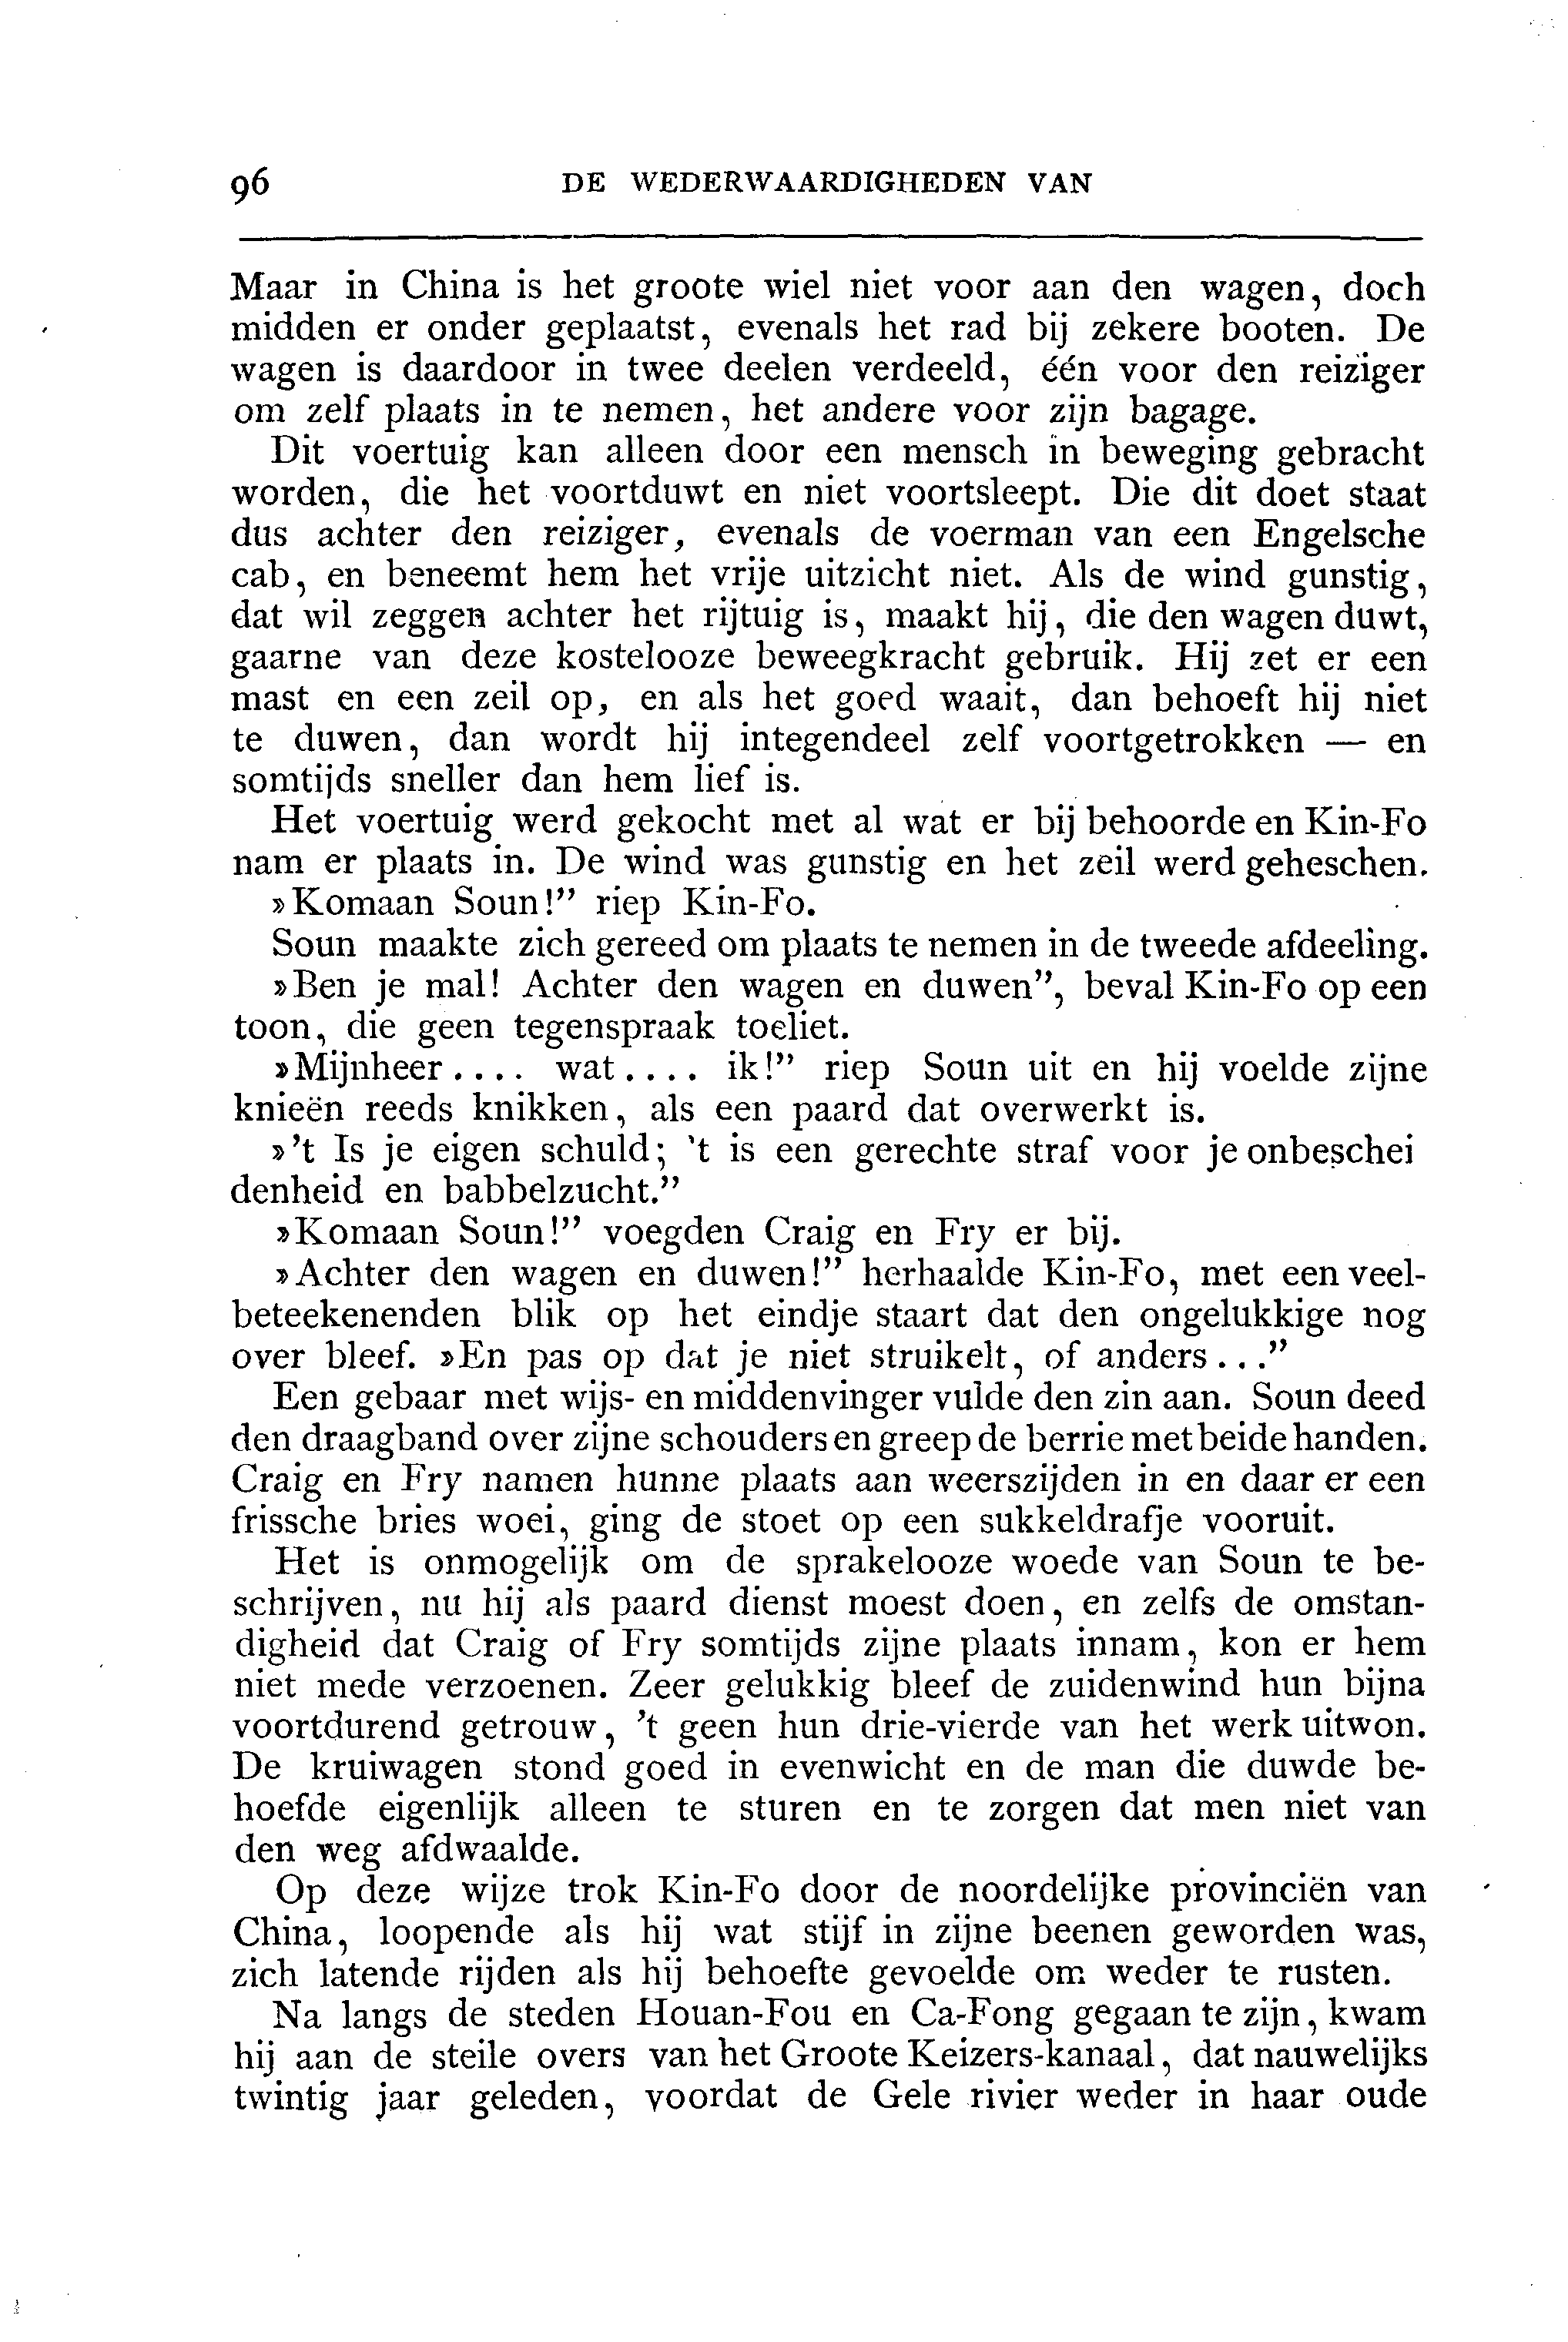 96 DE WEDERWAARDIGHEDEN VAN
Maar in China is het groote wiel niet voor aan den wagen, doch
midden er onder geplaatst, evenals het rad bij zekere booten. De
wagen is daardoor in twee deelen verdeeld, één voor den reiziger
om zelf plaats in te nemen, het andere voor zijn bagage.
Dit voertuig kan alleen door een mensch in beweging gebracht
worden, die het voortduwt en niet voortsleept. Die dit doet staat
dus achter den reiziger, evenals de voerman van een Engelsche
cab, en beneemt hem het vrije uitzicht niet. Als de wind gunstig,
dat wil zeggen achter het rijtuig is, maakt hij, die den wagen duwt,
gaarne van deze kostelooze beweegkracht gebruik. Hij zet er een
mast en een zeil op, en als het goed waait, dan behoeft hij niet
te duwen, dan wordt hij integendeel zelf voortgetrokken — en
somtijds sneller dan hem lief is.
Het voertuig werd gekocht met al wat er bij behoorde en Kin-Fo
nam er plaats in. De wind was gunstig en het zeil werd geheschen.
»Komaan Soun!” riep Kin-Fo.
Soun maakte zich gereed om plaats te nemen in de tweede afdeeling.
»Ben je mal! Achter den wagen en duwen”, beval Kin-Fo op een
toon, die geen tegenspraak toeliet.
»Mijnheer.... wat.... ik!” riep Soun uit en hij voelde zijne
knieën reeds knikken, als een paard dat overwerkt is.
»’t Is je eigen schuld; ’t is een gerechte straf voor je onbeschei
denheid en babbelzucht.”
»Komaan Soun!” voegden Craig en Fry er bij.
»Achter den wagen en duwen!” herhaalde Kin-Fo, met een veel-
beteekenenden blik op het eindje staart dat den ongelukkige nog
over bleef. »En pas op dat je niet struikelt, of anders...”
Een gebaar met wijs- en middenvinger vulde den zin aan. Soun deed
den draagband over zijne schouders en greep de berrie met beide handen.
Craig en Fry namen hunne plaats aan weerszijden in en daar er een
frissche bries woei, ging de stoet op een sukkeldrafje vooruit.
Het is onmogelijk om de sprakelooze woede van Soun te be-
schrijven, nu hij als paard dienst moest doen, en zelfs de omstan-
digheid dat Craig of Fry somtijds zijne plaats innam, kon er hem
niet mede verzoenen. Zeer gelukkig bleef de zuidenwind hun bijna
voortdurend getrouw, ’t geen hun drie-vierde van het werk uitwon.
De kruiwagen stond goed in evenwicht en de man die duwde be-
hoefde eigenlijk alleen te sturen en te zorgen dat men niet van
den weg afdwaalde.
Op deze wijze trok Kin-Fo door de noordelijke provinciën van
China, loopende als hij wat stijf in zijne beenen geworden was,
zich latende rijden als hij behoefte gevoelde om weder te rusten.
Na langs de steden Houan-Fou en Ca-Fong gegaan te zijn, kwam
hij aan de steile overs van het Groote Keizers-kanaal, dat nauwelijks
twintig jaar geleden, voordat de Gele rivier weder in haar oude